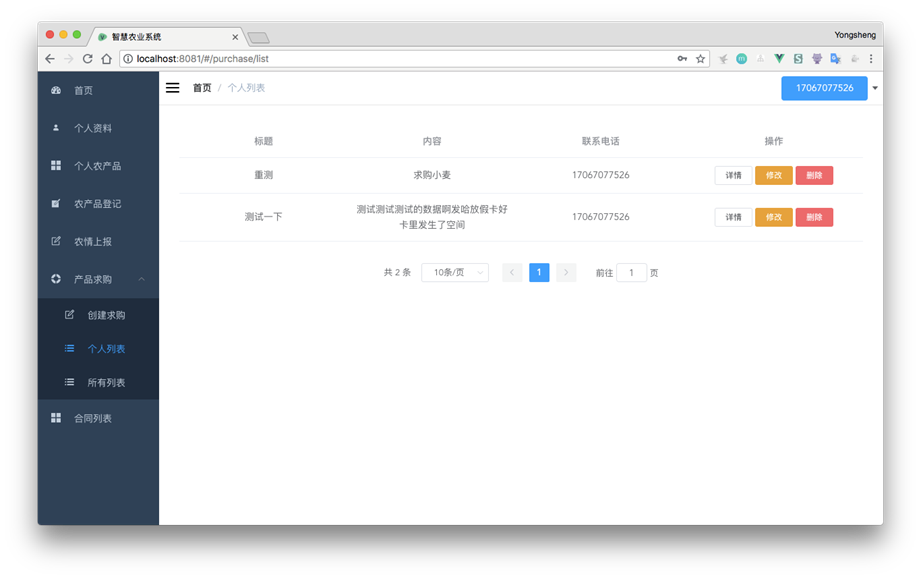 智慧农业系统
Yongsheng
localhost:8081/#/purchase/list
首页
个人资料
个人农产品
农产品登记
农情上报
产品求购
创建求购
个人列表
所有列表
合同列表
首页 / 个人列表
17067077526
标题 内容 联系电话 操作
重测 求购小麦 17067077526 详情 修改 删除
测试一下 测试测试测试的数据啊发哈放假卡好 17067077526 详情 修改 删除
卡里发生了空间
共 2 条 10条/页 1 前往 1 页